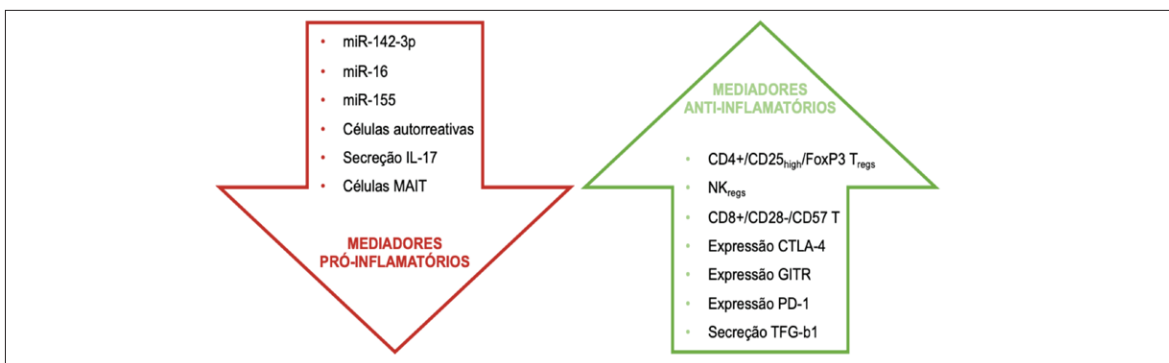 • miR-142-3p
• miR-16
• miR-155
• Células autorreativas
• Secreção IL-17
• Células MAIT
MEDIADORES
PRÓ-INFLAMATÓRIOS
MEDIADORES
ANTI-INFLAMATÓRIOS
• CD4+/CD25high/FoxP3 Tregs
• NKregs
• CD8+/CD28-/CD57 T
• Expressão CTLA-4
• Expressão GITR
• Expressão PD-1
• Secreção TFG-b1